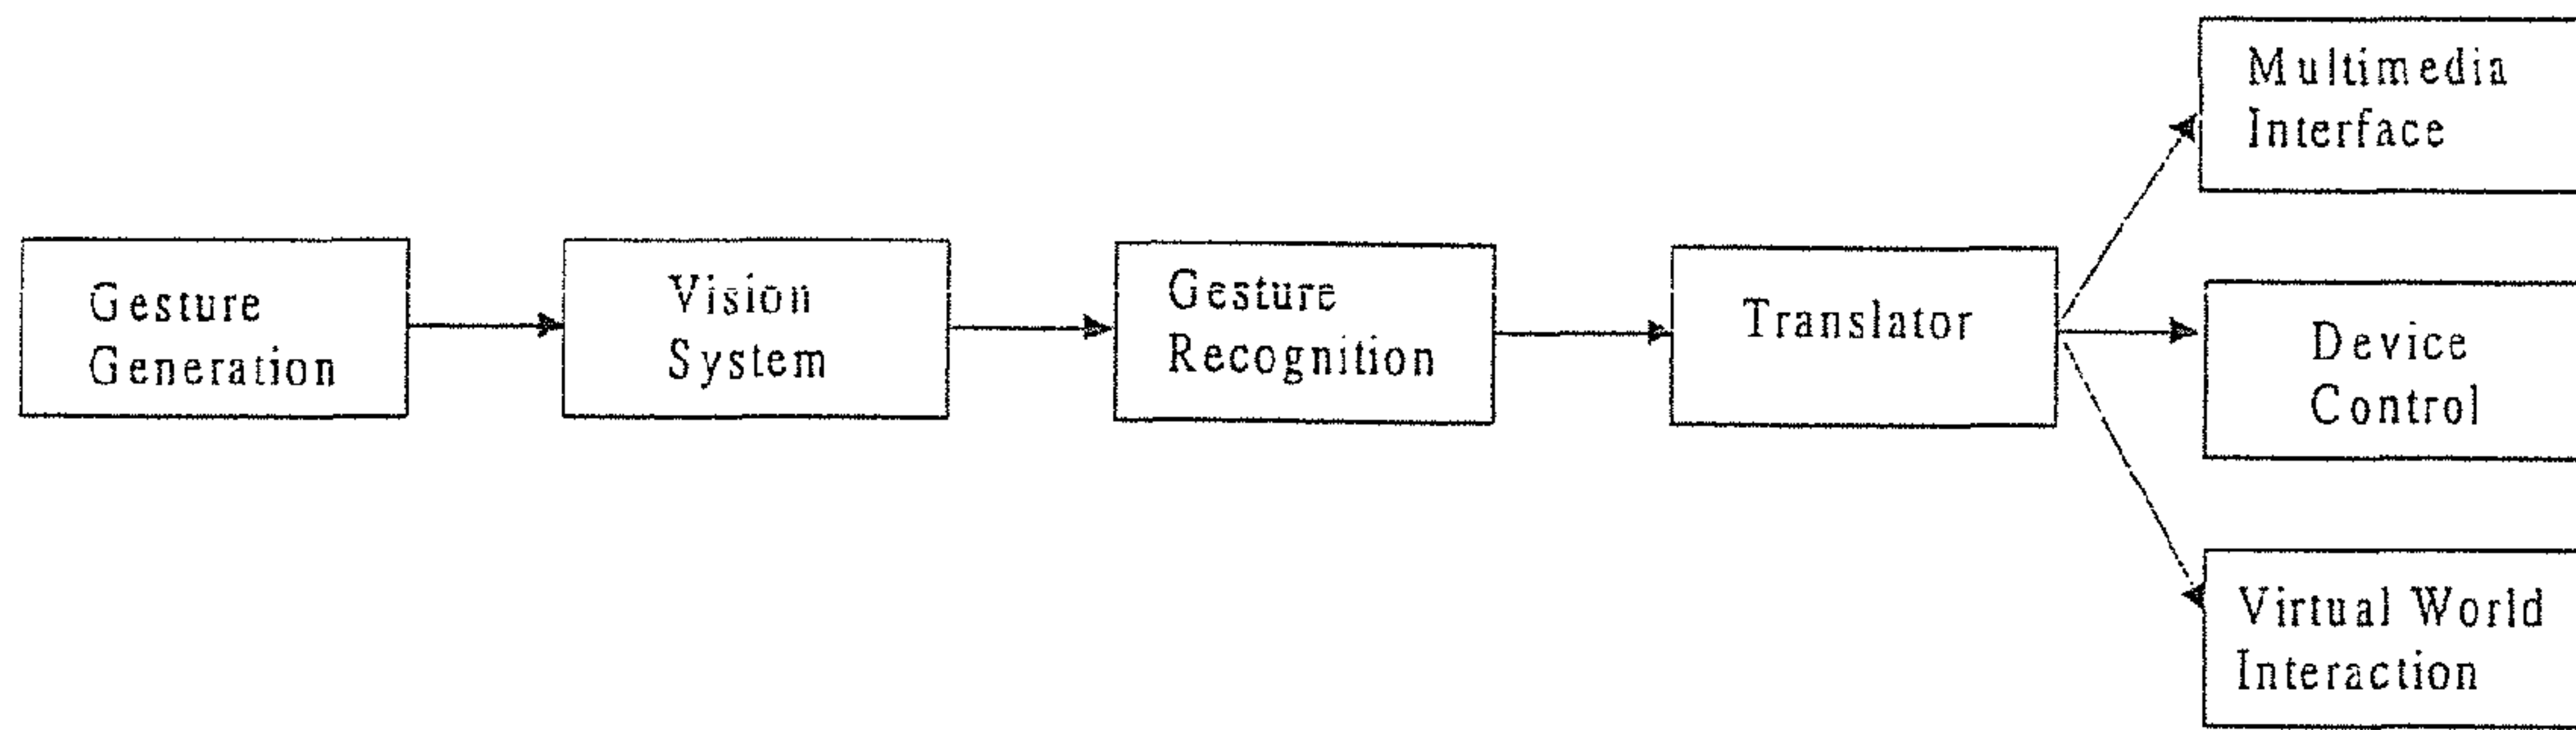 Gesture
Generation
Vision
System
Gesture
Recognition
Translator
Multimedia
Interface
Device
Control
Virtual World
Interaction